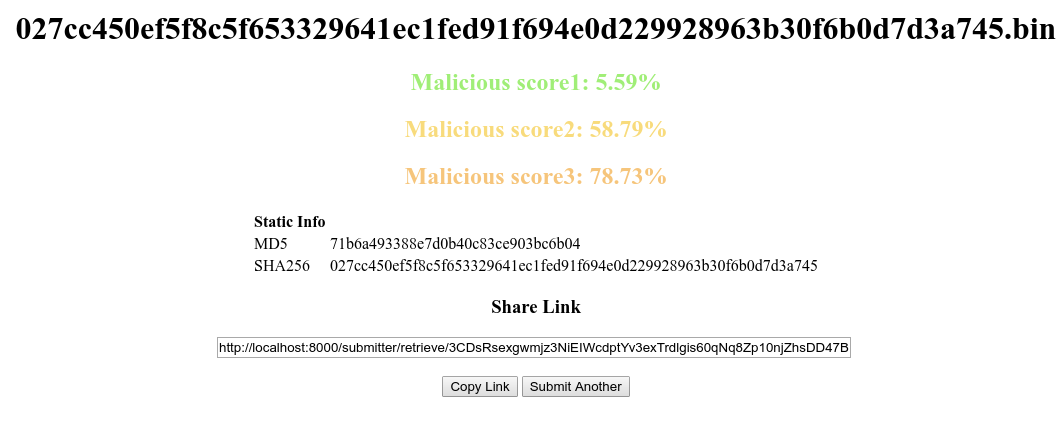 027cc450ef5f8c5f653329641ec1fed91f694e0d229928963b30f6b0d7d3a745.bin
Malicious score1: 5.59%
Malicious score2: 58.79%
Malicious score3: 78.73%
Static Info
MD5 71b6a493388e7d0b40c83ce903bc6b04
SHA256 027cc450ef5f8c5f653329641ec1fed91f694e0d229928963b30f6b0d7d3a745
Share Link
http://localhost:8000/submitter/retrieve/3CDsRsexgwmjz3NiEIWcdptYv3exTrdlgis60qNq8Zp10njZhsDD47B
Copy Link Submit Another